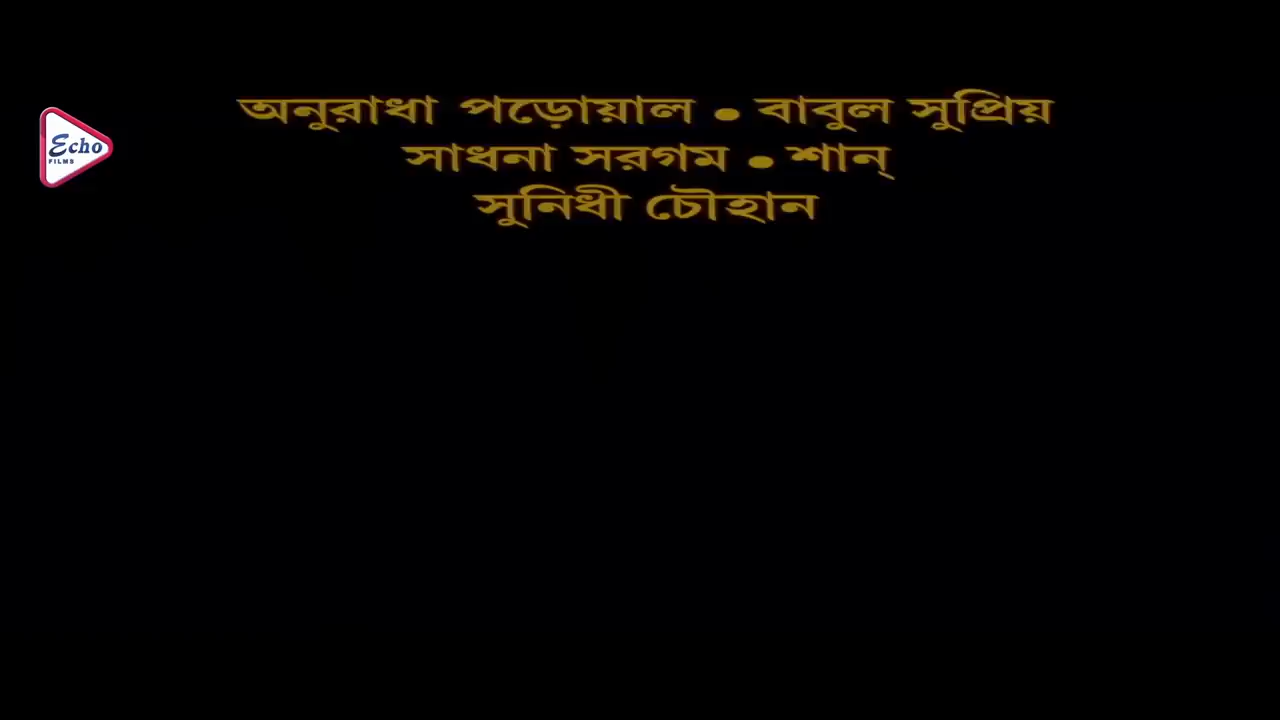 অনুরাধা পড়োয়াল ● বাবুল সুপ্রিয়
Echo
FILMS
সাধনা সরগম ● শান্
সুনিধী চৌহান